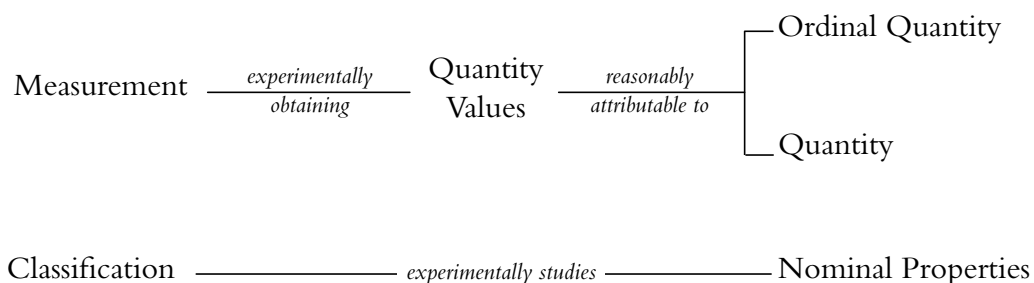 Ordinal Quantity
Measurement experimentally obtaining Quantity Values reasonably attributable to
Quantity
Classification experimentally studies Nominal Properties